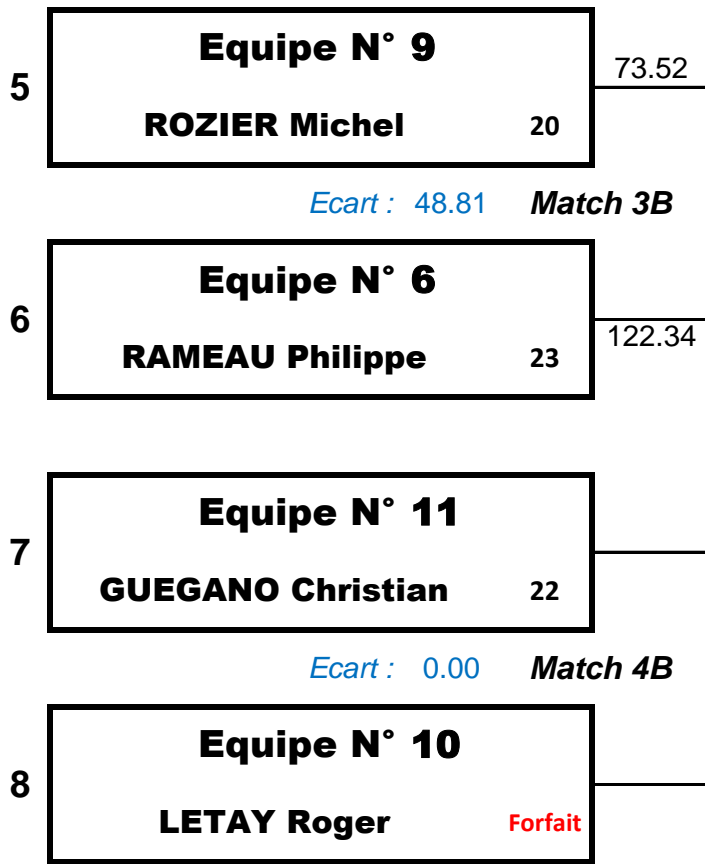 Equipe N° 9
5
73.52
ROZIER Michel 20
Ecart : 48.81 Match 3B
Equipe N° 6
6
122.34
RAMEAU Philippe 23
Equipe N° 11
7
GUEGANO Christian 22
Ecart : 0.00 Match 4B
Equipe N° 10
8
LETAY Roger Forfait